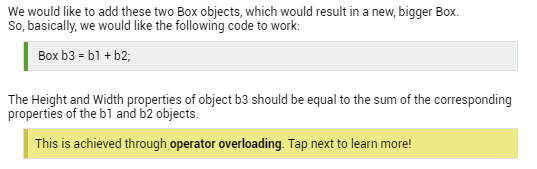 We would like to add these two Box objects, which would result in a new, bigger Box.
So, basically, we would like the following code to work:
Box b3 = b1 + b2;
The Height and Width properties of object b3 should be equal to the sum of the corresponding
properties of the b1 and b2 objects.
This is achieved through operator overloading. Tap next to learn more!